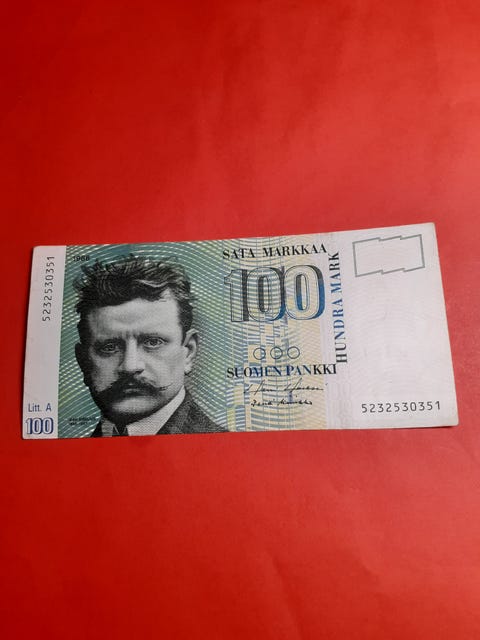 1986
SATA MARKKAA
100
HUNDRA MARK
SUOMEN PANKKI
5232530351
Litt. A
100
5232530351